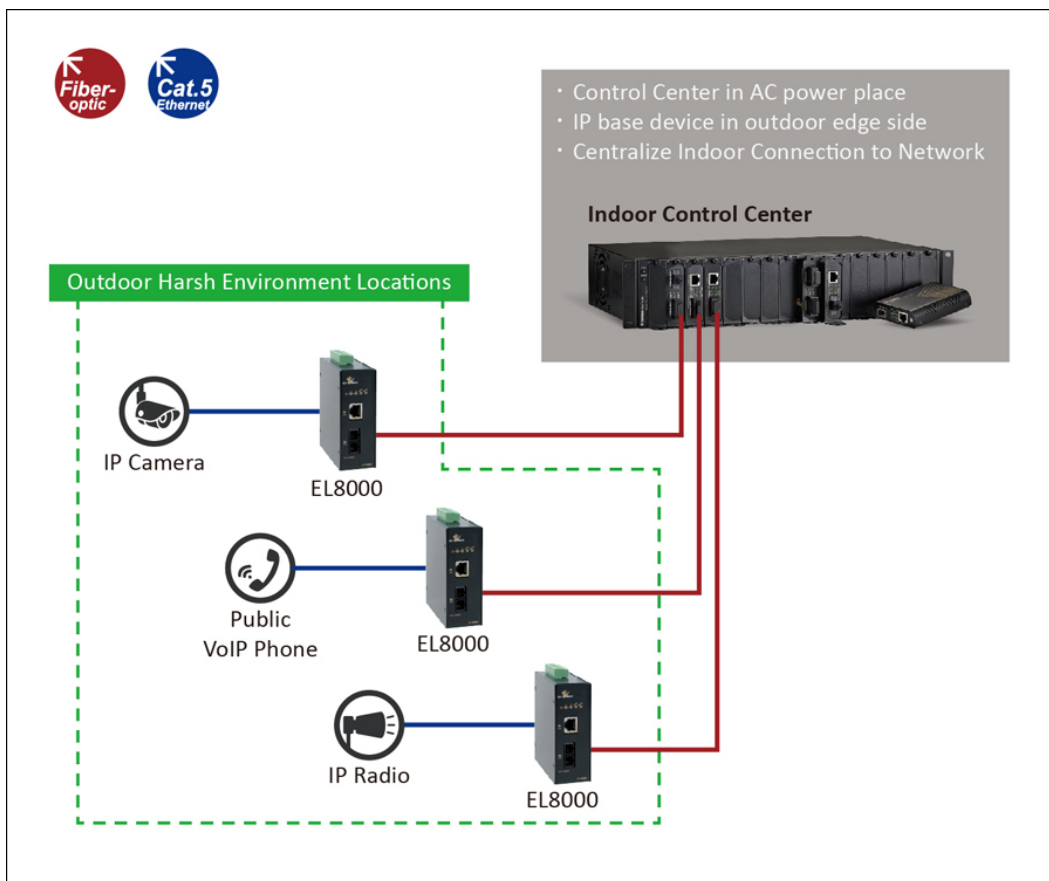 Fiber-
optic
Cat.5
Ethernet
· Control Center in AC power place
· IP base device in outdoor edge side
· Centralize Indoor Connection to Network
Indoor Control Center
Outdoor Harsh Environment Locations
IP Camera
EL8000
Public
VoIP Phone
EL8000
IP Radio
EL8000